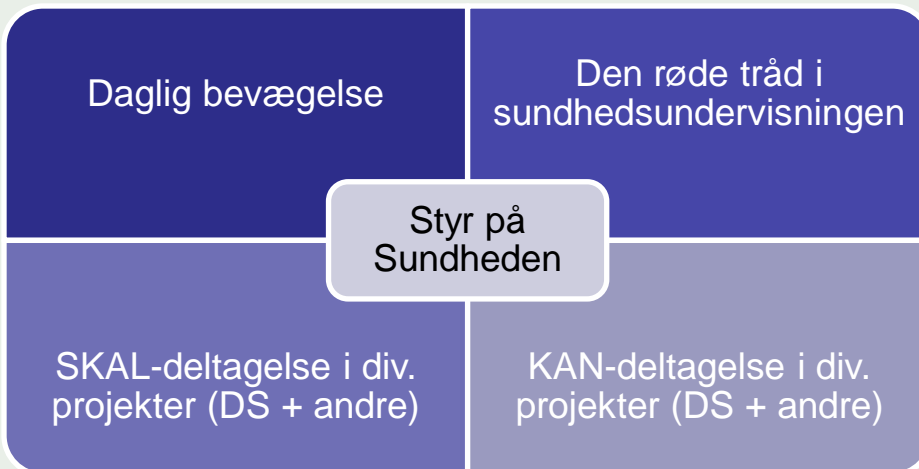 Daglig bevægelse
Den røde tråd i
sundhedsundervisningen
Styr på
Sundheden
SKAL-deltagelse i div.
projekter (DS + andre)
KAN-deltagelse i div.
projekter (DS + andre)